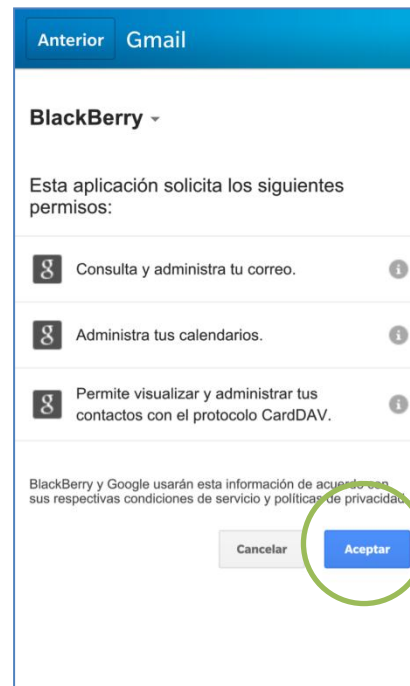 Anterior Gmail
BlackBerry
Esta aplicación solicita los siguientes
permisos:
Consulta y administra tu correo.
Administra tus calendarios.
Permite visualizar y administrar tus
contactos con el protocolo CardDAV.
BlackBerry y Google usarán esta información de acuerdo con
sus respectivas condiciones de servicio y políticas de privacidad.
Cancelar Aceptar